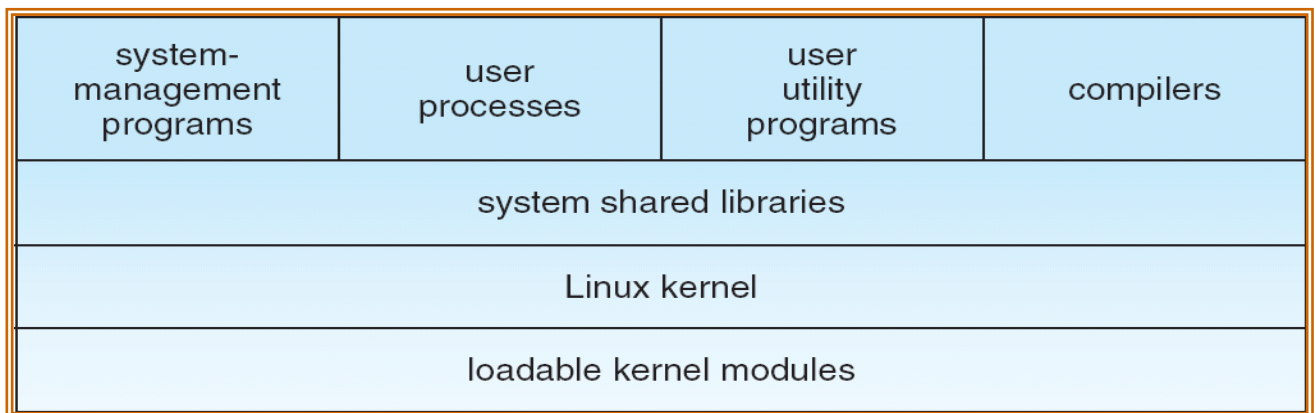 system-
management
programs
user
processes
user
utility
programs
compilers
system shared libraries
Linux kernel
loadable kernel modules